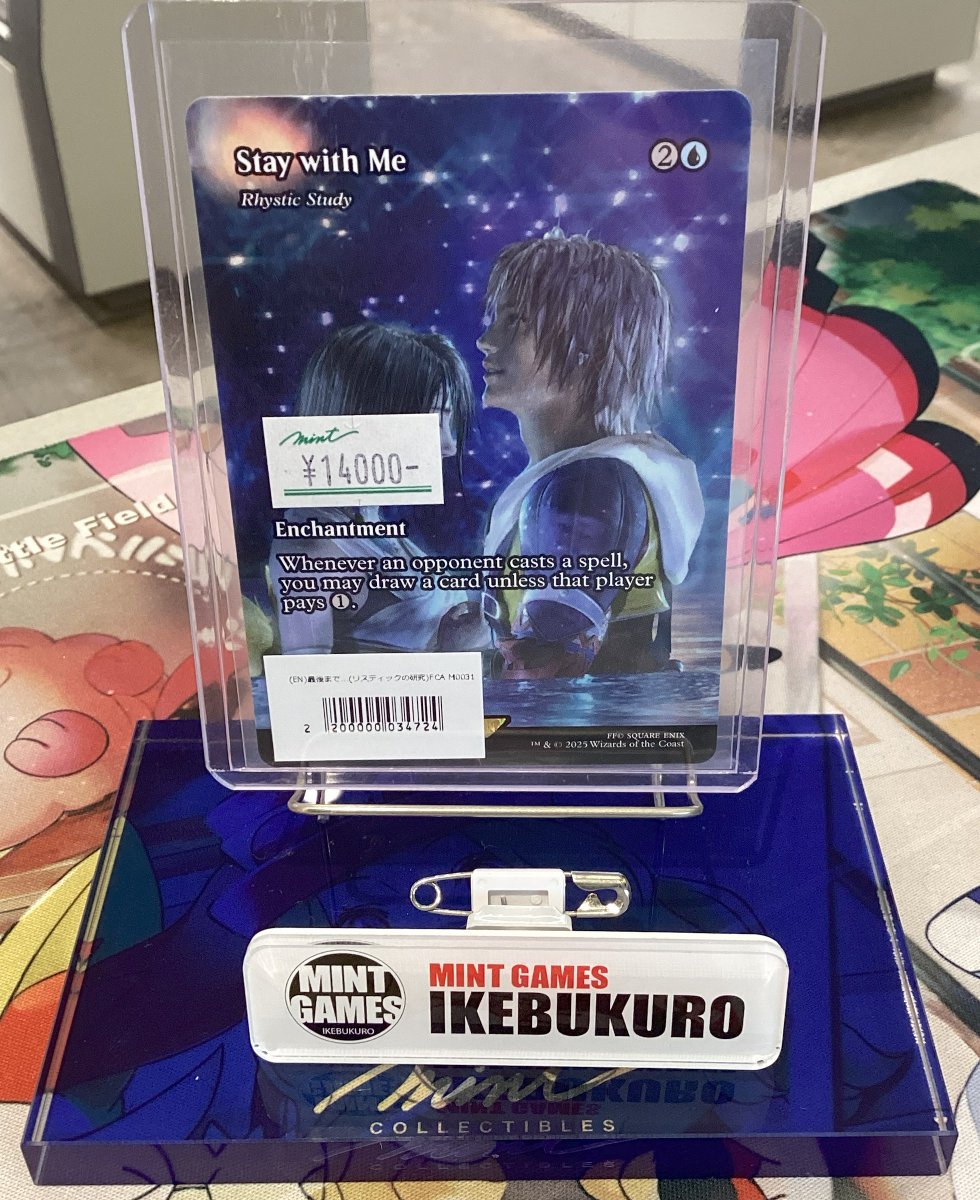 Stay with Me
2
Rhystic Study
mint
¥14000-
Enchantment
Whenever an opponent casts a spell,
you may draw a card unless that player
pays 1.
(EN)最後まで...(リスティックの研究)FCA M0031
2 200000 034724
FF© SQUARE ENIX
™ & © 2025 Wizards of the Coast
ttle Field
MINT
GAMES
IKEBUKURO
MINT GAMES
IKEBUKURO
mint
COLLECTIBLES